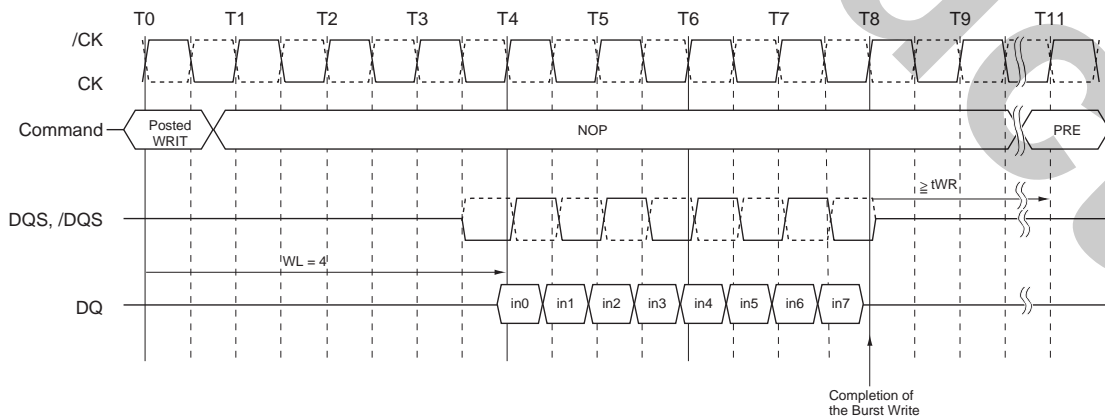 T0 T1 T2 T3 T4 T5 T6 T7 T8 T9 T11
/CK
CK
Command
Posted
WRIT
NOP
PRE
≧ tWR
DQS, /DQS
WL = 4
DQ
in0 in1 in2 in3 in4 in5 in6 in7
Completion of
the Burst Write